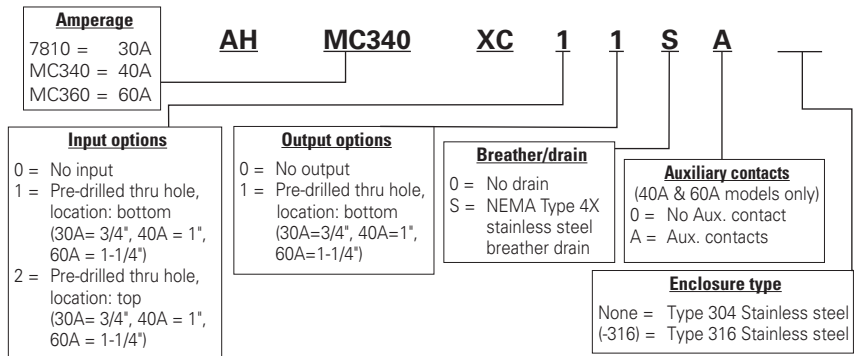 Amperage
7810 = 30A
MC340 = 40A
MC360 = 60A
AH MC340 XC 1 1 S A
Input options
0 = No input
1 = Pre-drilled thru hole,
location: bottom
(30A= 3/4", 40A = 1",
60A = 1-1/4")
2 = Pre-drilled thru hole,
location: top
(30A= 3/4", 40A = 1",
60A = 1-1/4")
Output options
0 = No output
1 = Pre-drilled thru hole,
location: bottom
(30A=3/4", 40A=1",
60A=1-1/4")
Breather/drain
0 = No drain
S = NEMA Type 4X
stainless steel
breather drain
Auxiliary contacts
(40A & 60A models only)
0 = No Aux. contact
A = Aux. contacts
Enclosure type
None = Type 304 Stainless steel
(-316) = Type 316 Stainless steel